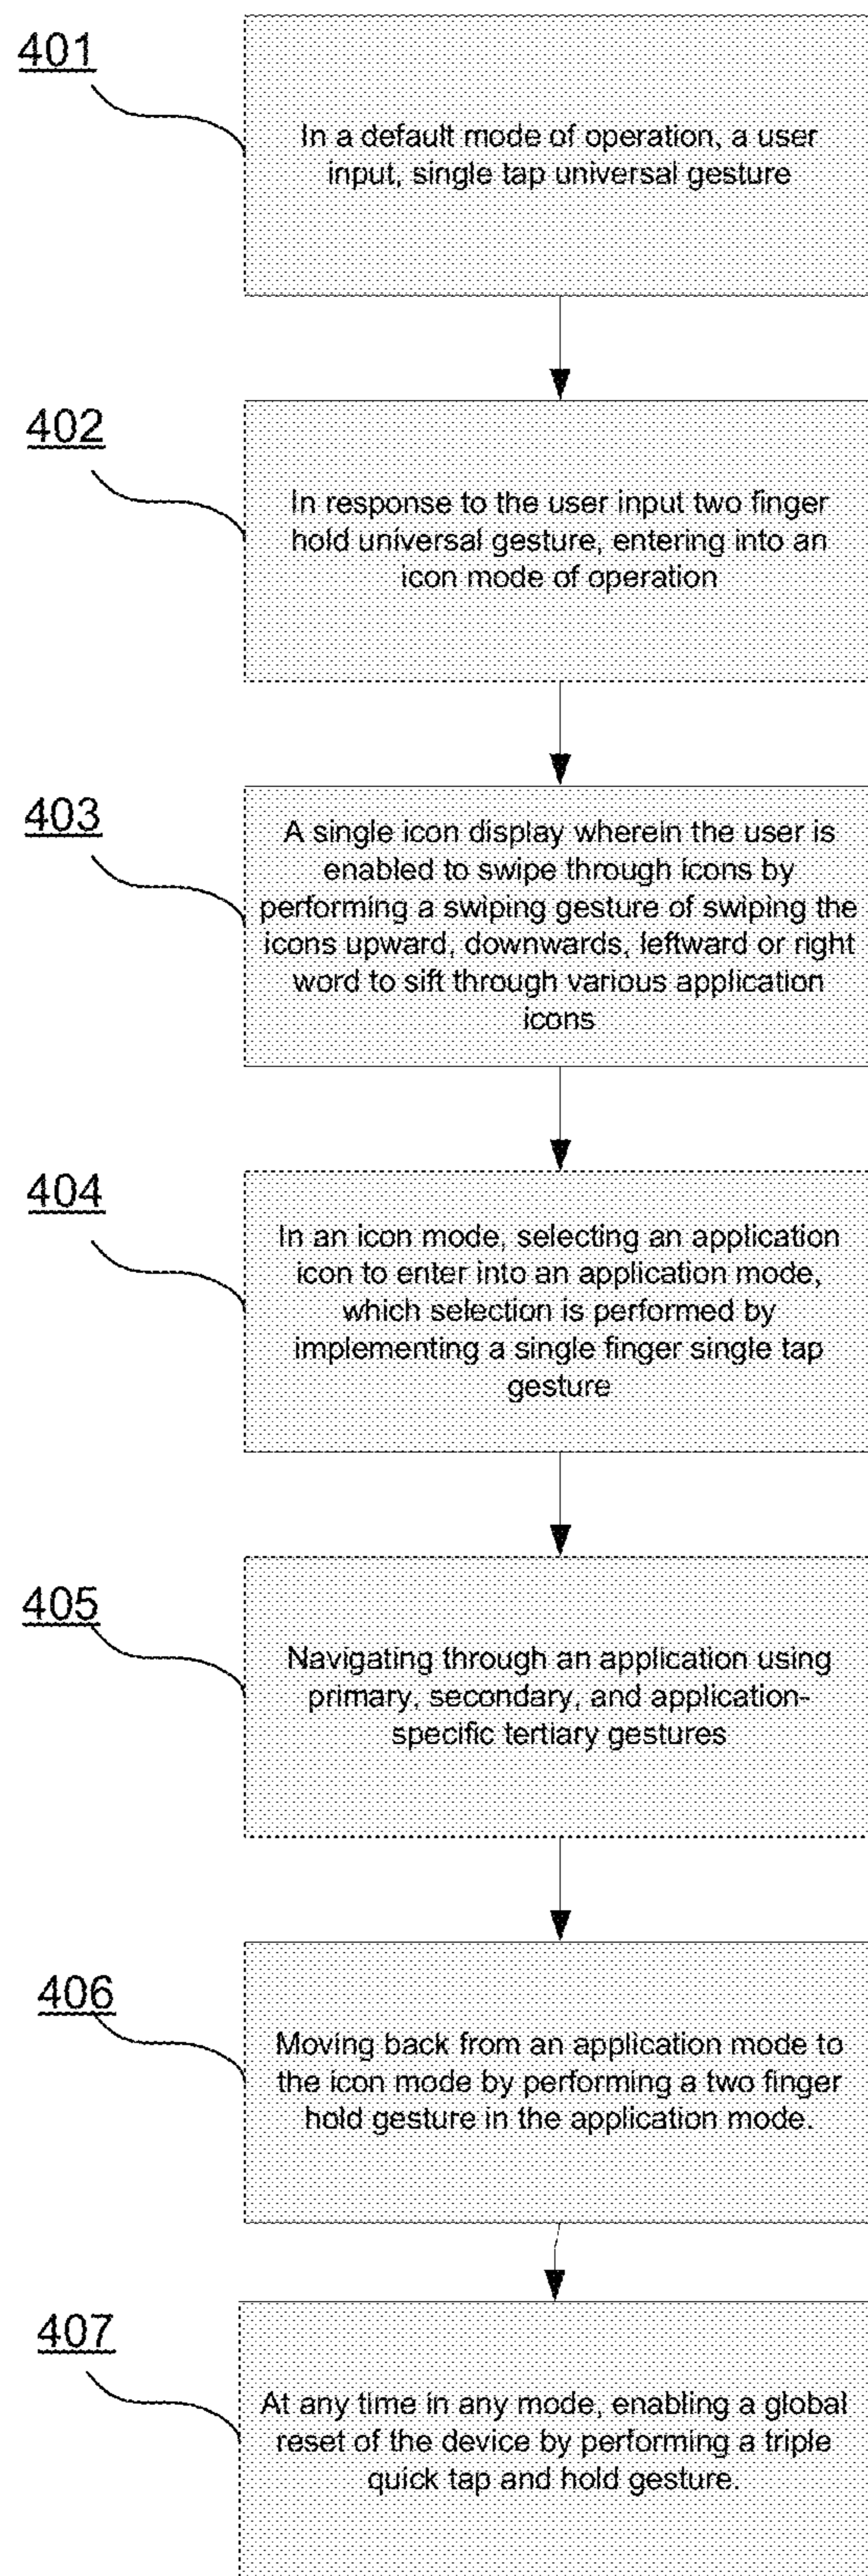 401
In a default mode of operation, a user
input, single tap universal gesture
402
In response to the user input two finger
hold universal gesture, entering into an
icon mode of operation
403
A single icon display wherein the user is
enabled to swipe through icons by
performing a swiping gesture of swiping the
icons upward, downwards, leftward or right
word to sift through various application
icons
404
In an icon mode, selecting an application
icon to enter into an application mode,
which selection is performed by
implementing a single finger single tap
gesture
405
Navigating through an application using
primary, secondary, and application-
specific tertiary gestures
406
Moving back from an application mode to
the icon mode by performing a two finger
hold gesture in the application mode.
407
At any time in any mode, enabling a global
reset of the device by performing a triple
quick tap and hold gesture.